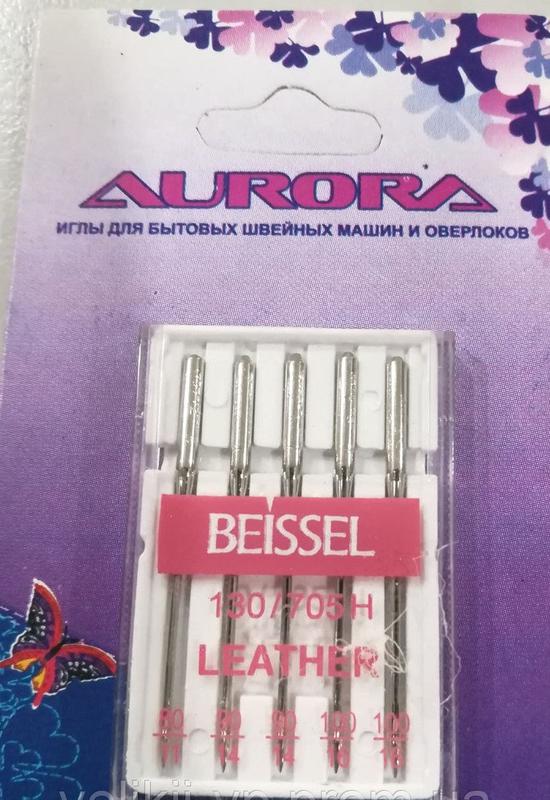 AURORA
ИГЛЫ ДЛЯ БЫТОВЫХ ШВЕЙНЫХ МАШИН И ОВЕРЛОКОВ
BEISSEL
130/705 H
LEATHER
80 90 90 100 100
11 14 14 16 16